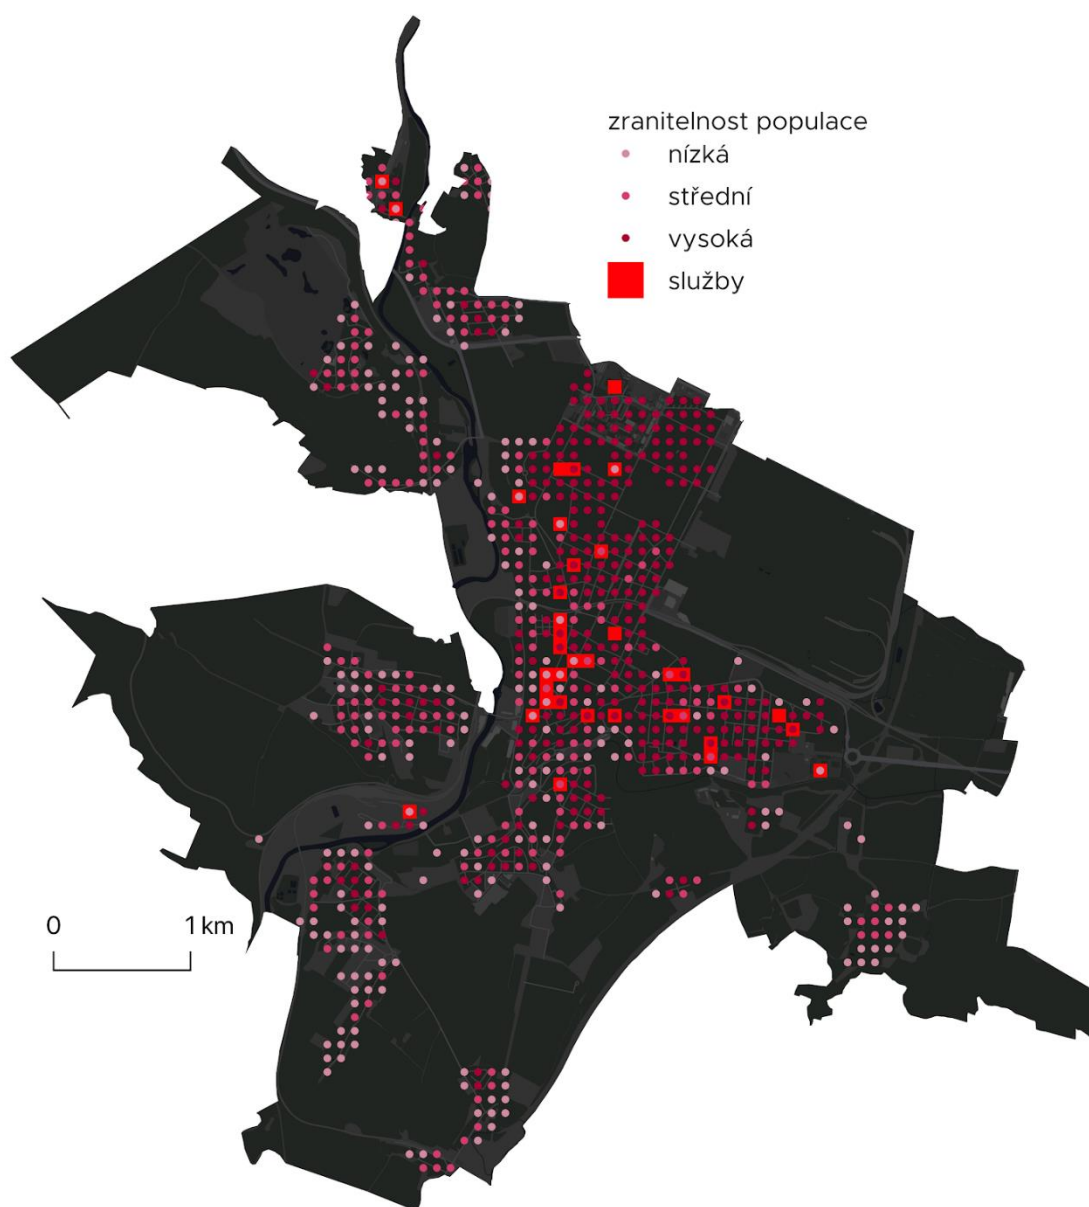 zranitelnost populace
nízká
střední
vysoká
služby
0 1 km